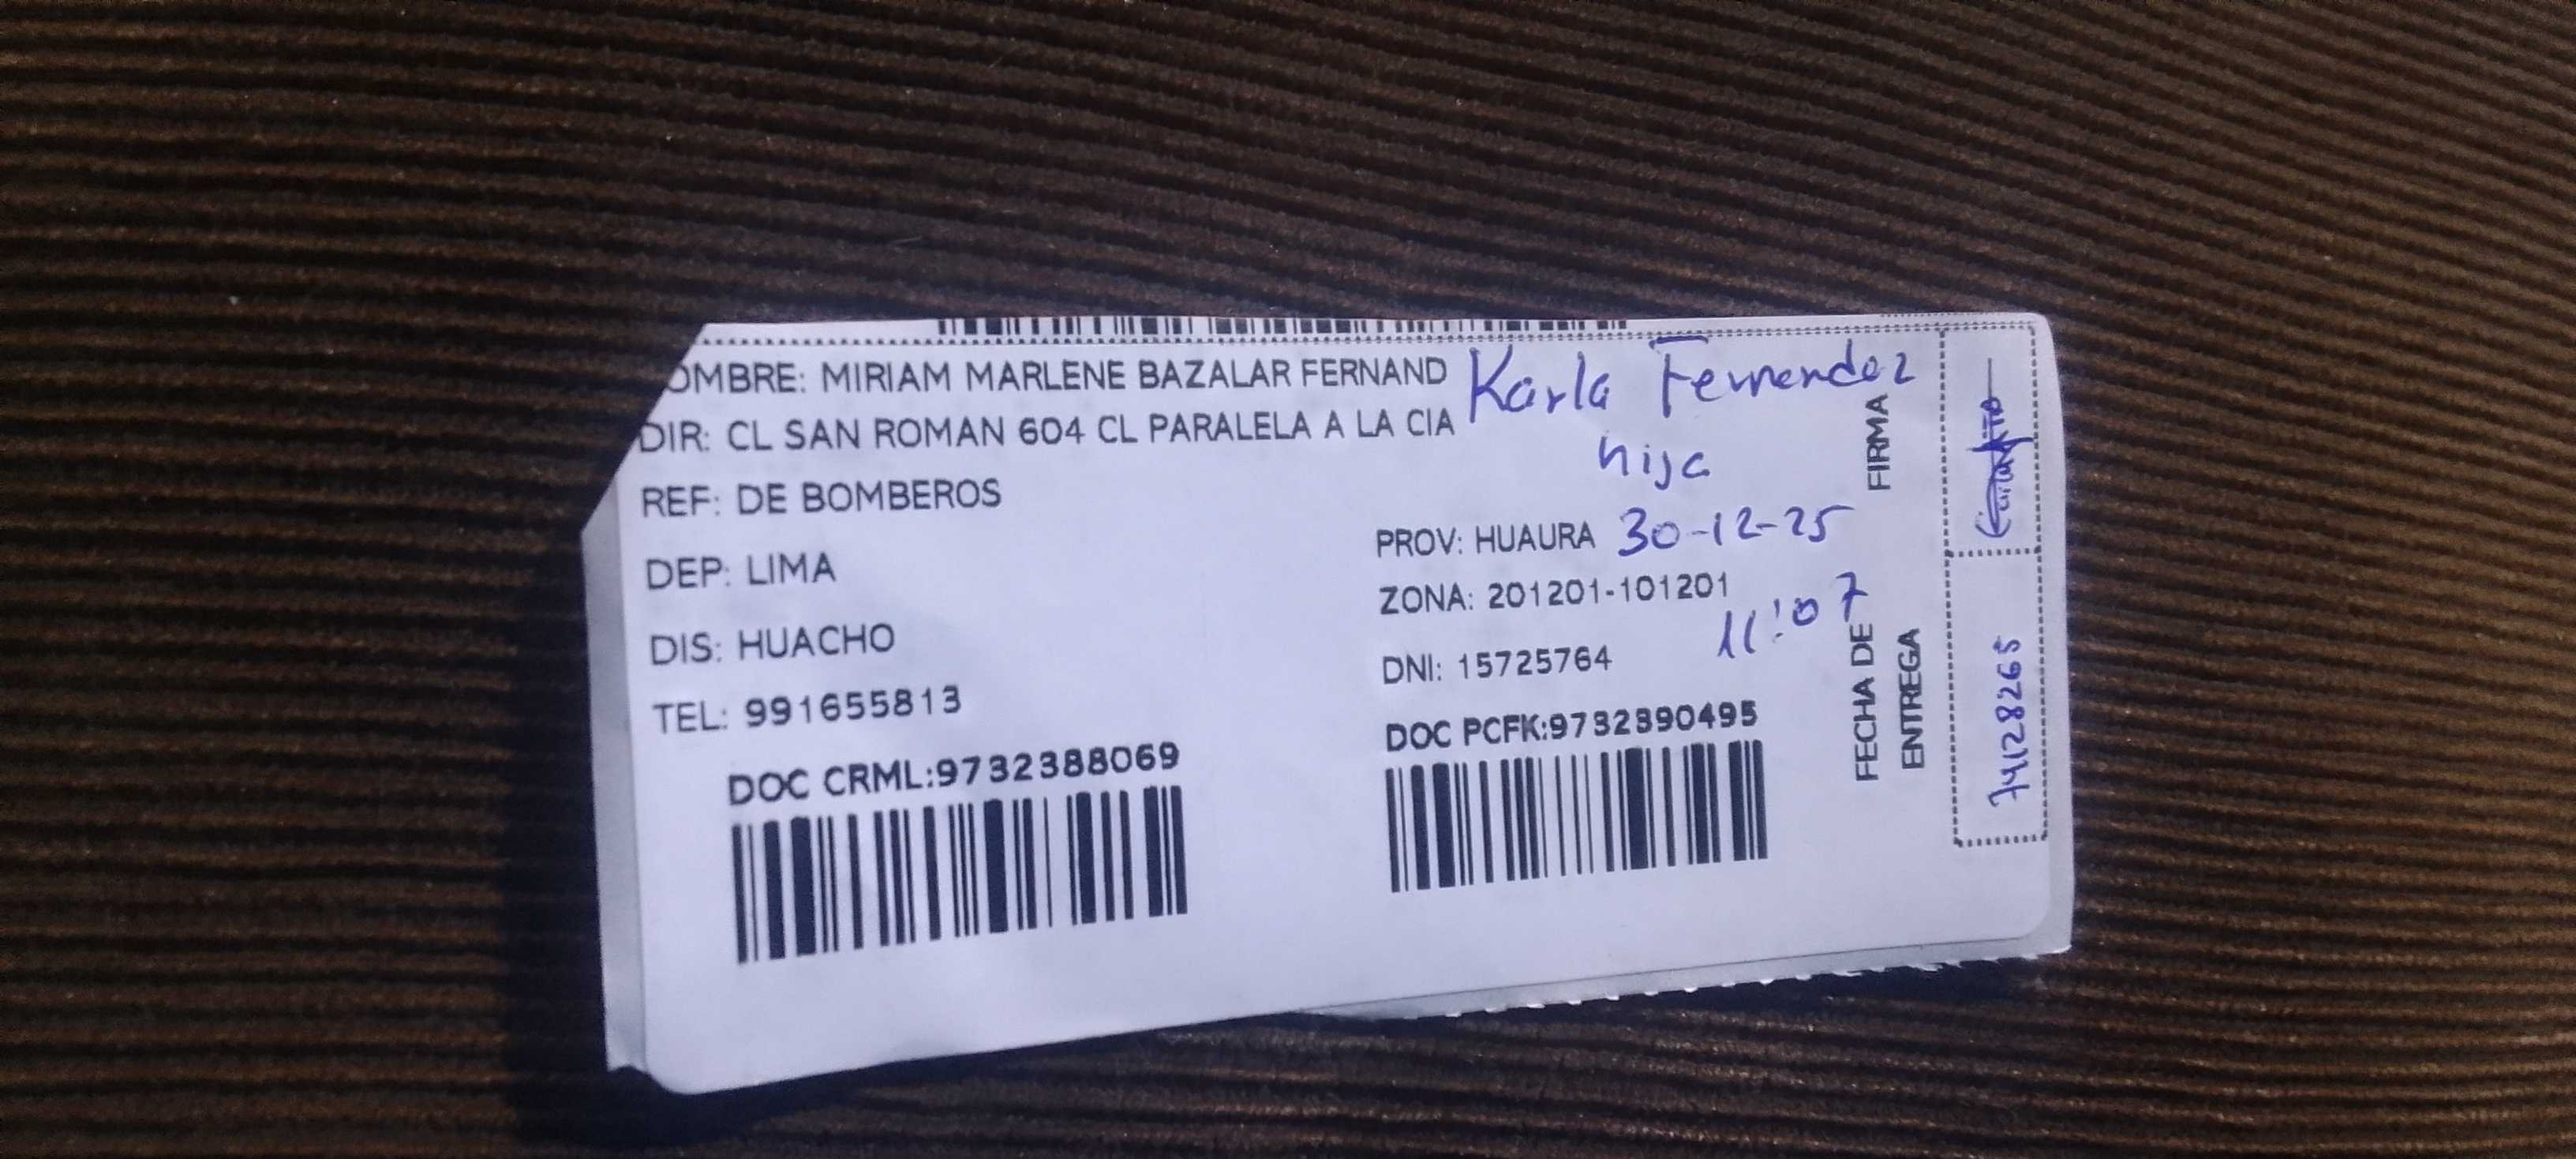 OMBRE: MIRIAM MARLENE BAZALAR FERNAND
Karla Fernandez
DIR: CL SAN ROMAN 604 CL PARALELA A LA CIA
hija
REF: DE BOMBEROS
FIRMA
PROV: HUAURA 30-12-25
DEP: LIMA
ZONA: 201201-101201
11:07
DIS: HUACHO
DNI: 15725764
FECHA DE
ENTREGA
74128265
TEL: 991655813
DOC PCFK:9732390495
DOC CRML:9732388069